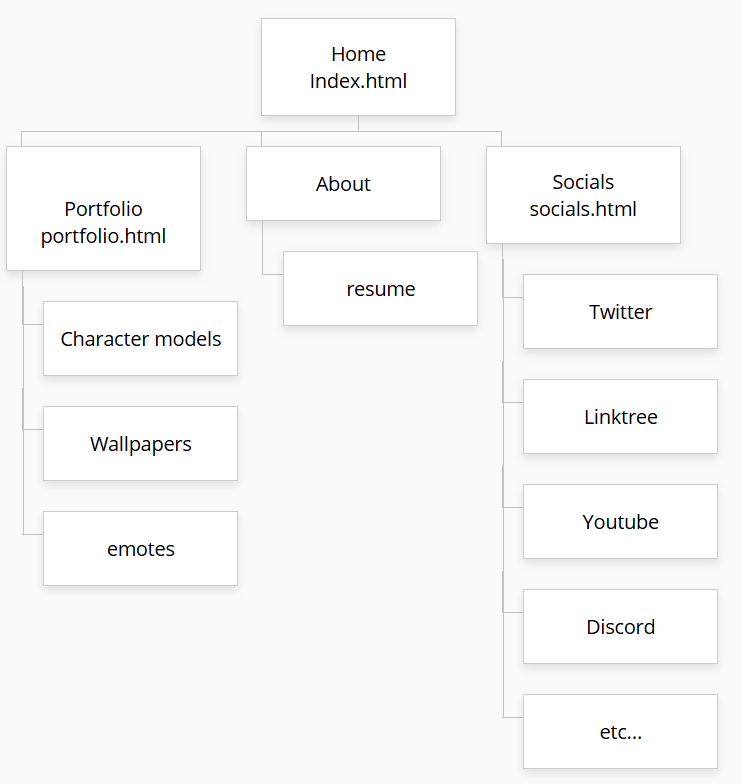 Home
Index.html
Portfolio
portfolio.html
Character models
Wallpapers
emotes
About
resume
Socials
socials.html
Twitter
Linktree
Youtube
Discord
etc...